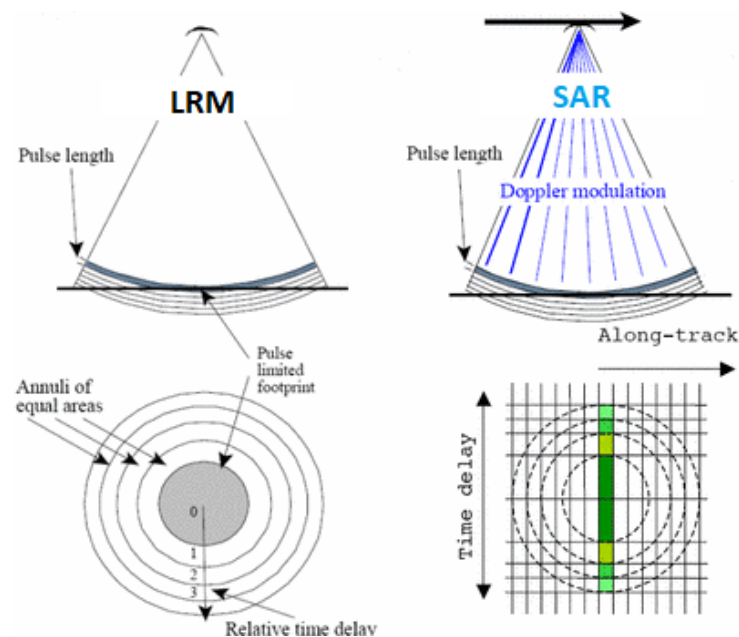 LRM
Pulse length
SAR
Pulse length
Doppler modulation
Along-track
Pulse
limited
footprint
Annuli of
equal areas
0
1
2
3
Relative time delay
Time delay